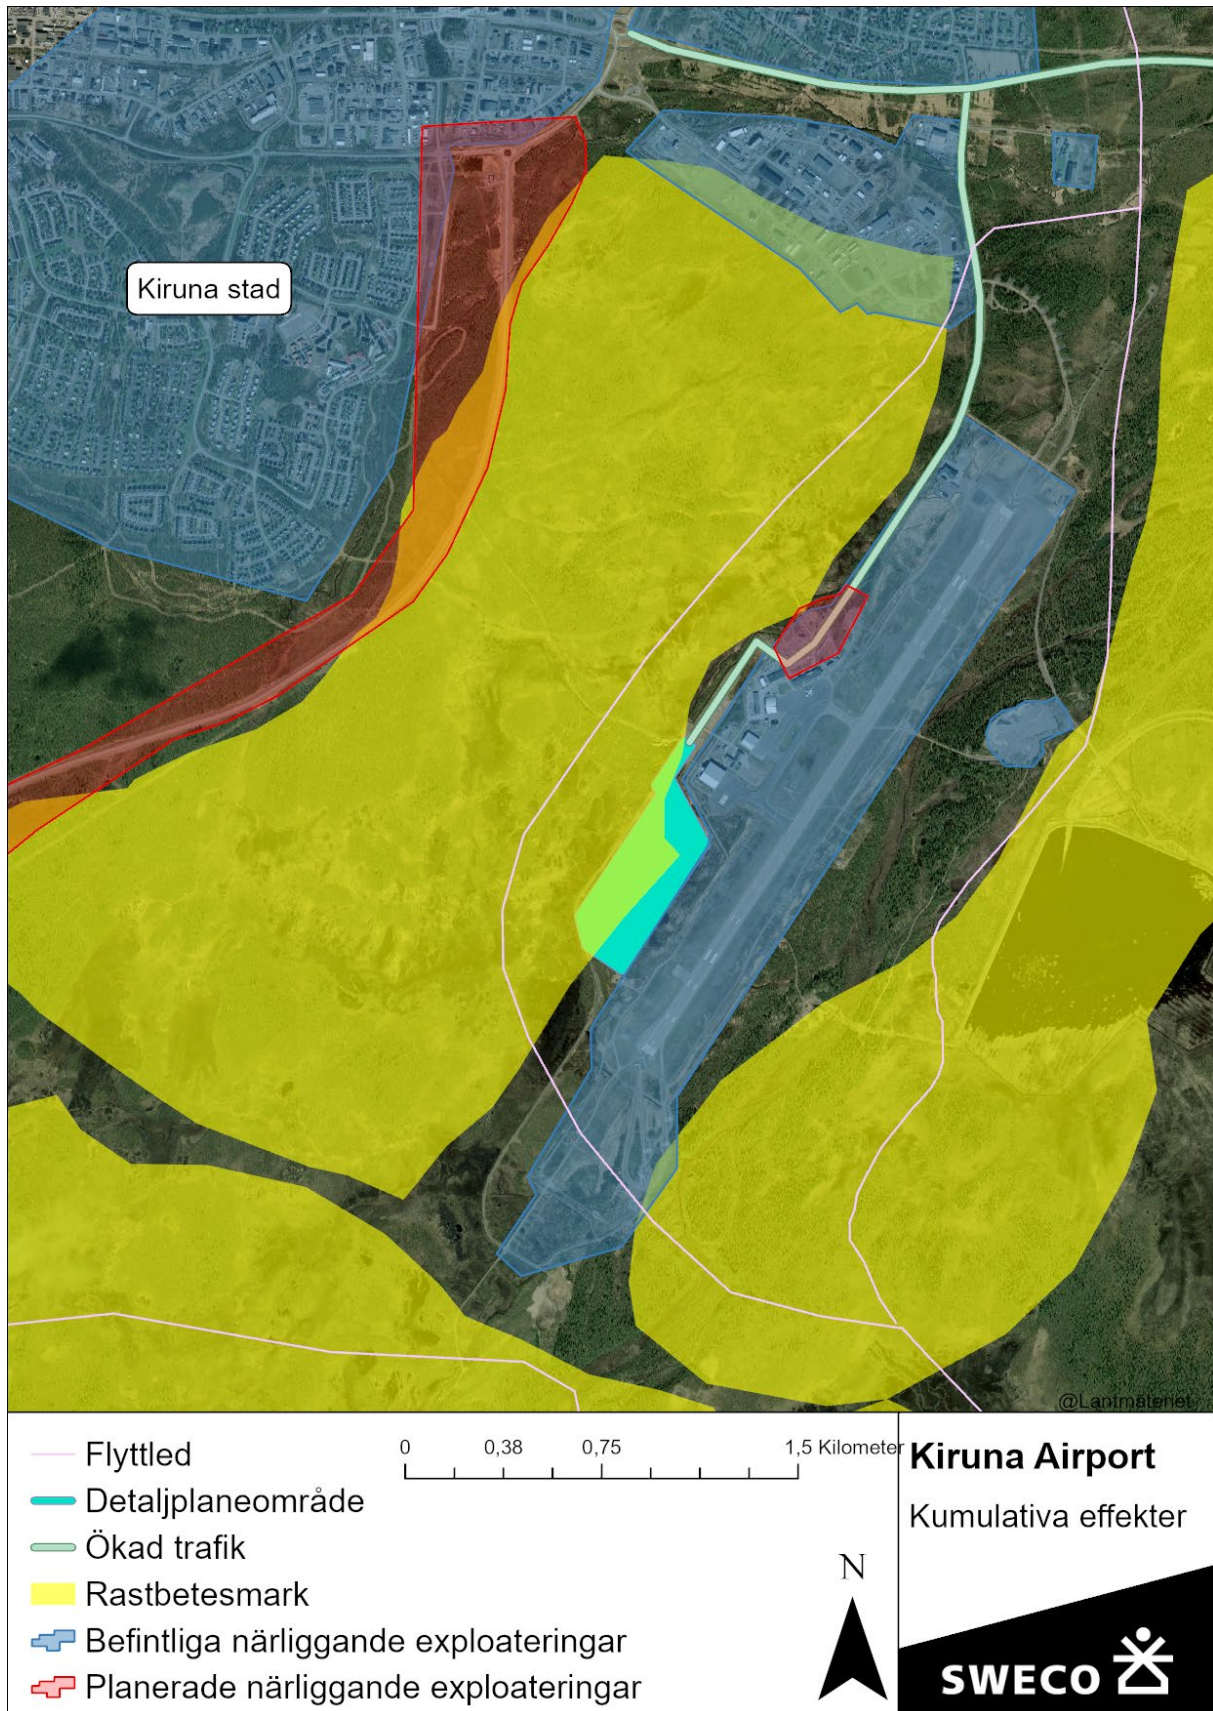 Kiruna stad
@Lantmäteriet
Flyttled
Detaljplaneområde
Ökad trafik
Rastbetesmark
Befintliga närliggande exploateringar
Planerade närliggande exploateringar
0 0,38 0,75 1,5 Kilometer
N
Kiruna Airport
Kumulativa effekter
SWECO